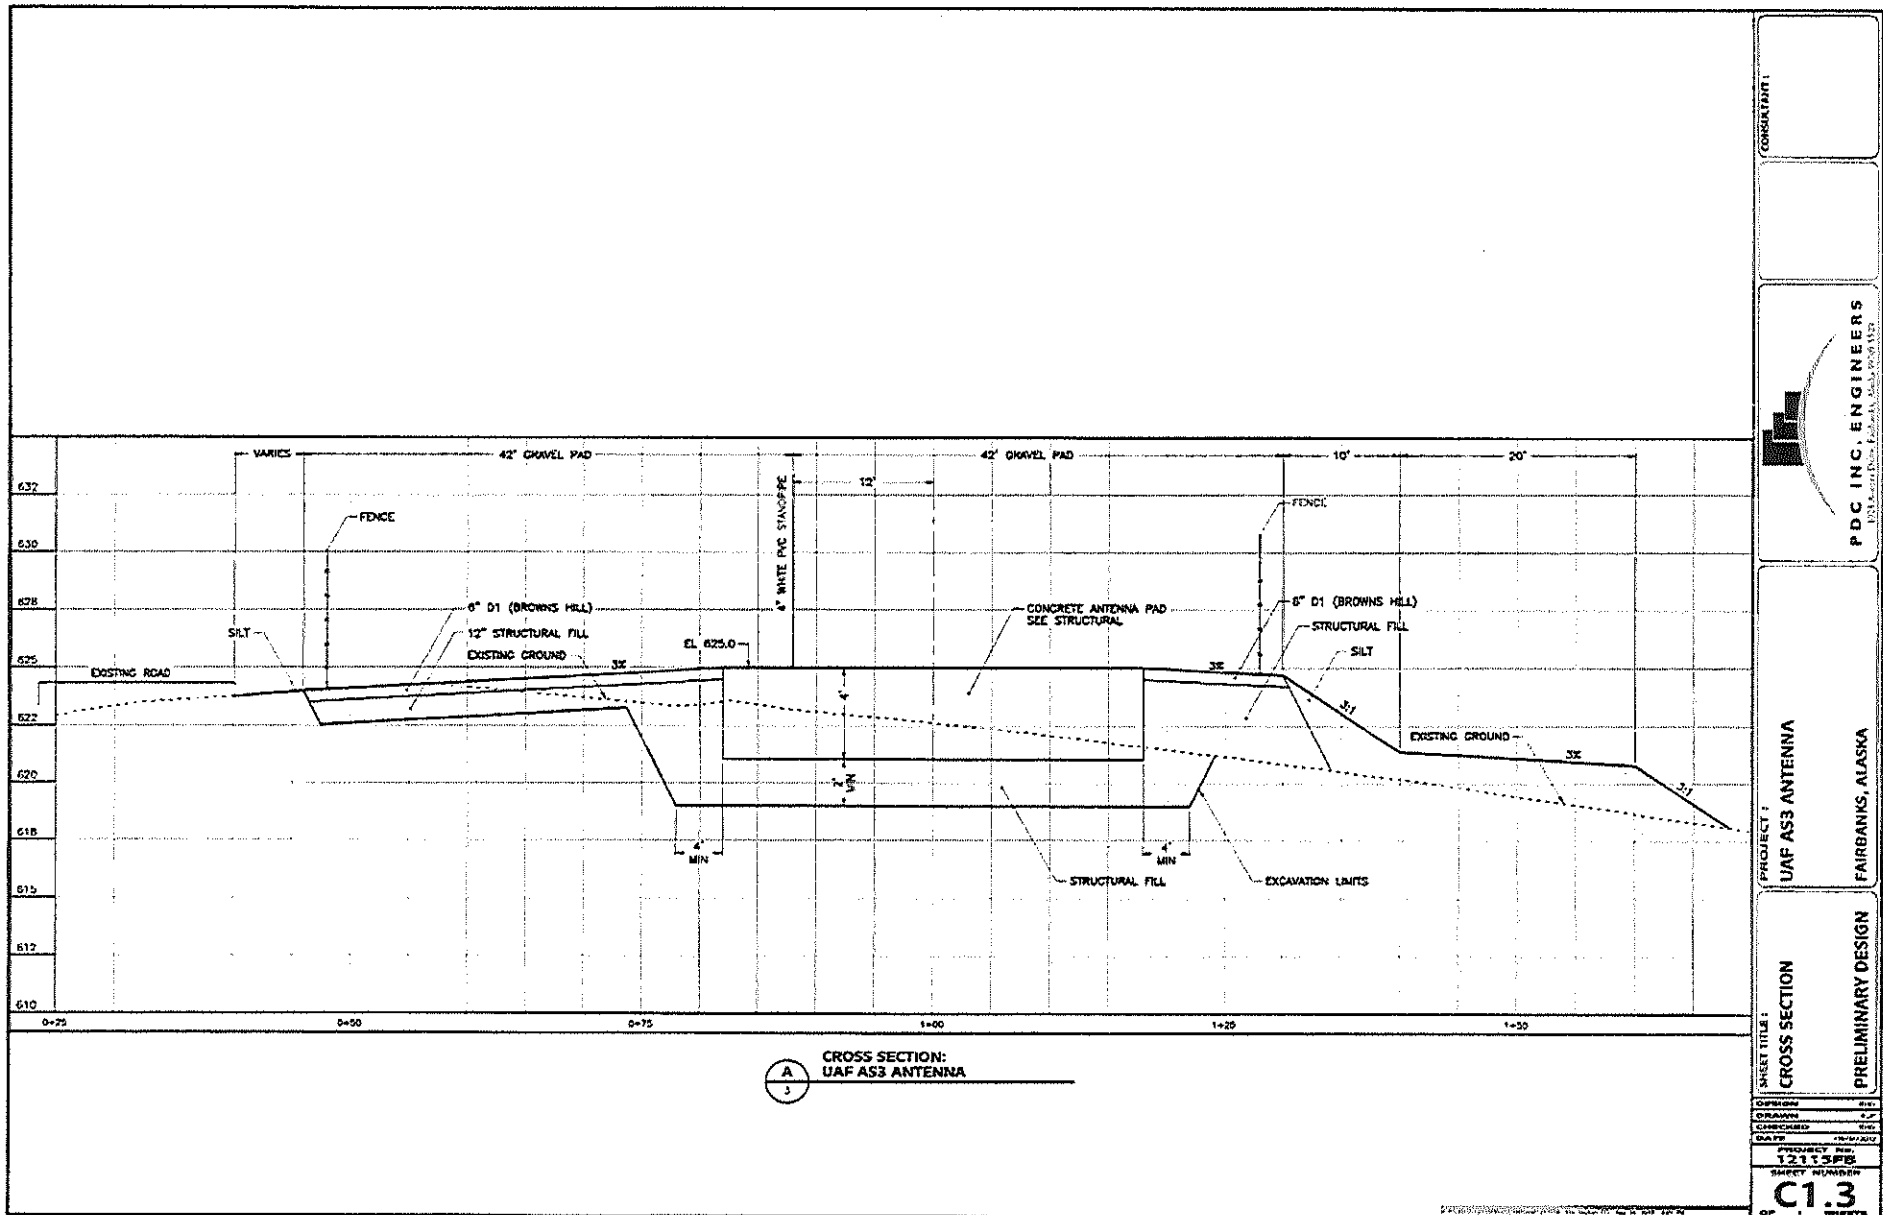 VARIES
42' GRAVEL PAD
42' GRAVEL PAD
10'
20'
12'
4" WHITE PVC STANDPIPE
FENCE
FENCE
6" D1 (BROWNS HILL)
12" STRUCTURAL FILL
EXISTING GROUND
SILT
EXISTING ROAD
3%
EL 625.0
CONCRETE ANTENNA PAD
SEE STRUCTURAL
6" D1 (BROWNS HILL)
STRUCTURAL FILL
SILT
3%
3:1
EXISTING GROUND
3%
3:1
4'
2'
MIN
4'
MIN
4'
MIN
STRUCTURAL FILL
EXCAVATION LIMITS
632
630
628
625
622
620
618
615
612
610
0+25
0+50
0+75
1+00
1+25
1+50
A
3
CROSS SECTION:
UAF AS3 ANTENNA
CONSULTANT:
PDC INC. ENGINEERS
PROJECT:
UAF AS3 ANTENNA
FAIRBANKS, ALASKA
SHEET TITLE:
CROSS SECTION
PRELIMINARY DESIGN
DESIGN
DRAWN
CHECKED
DATE
PROJECT No.
12115FB
SHEET NUMBER
C1.3
OF
SHEETS